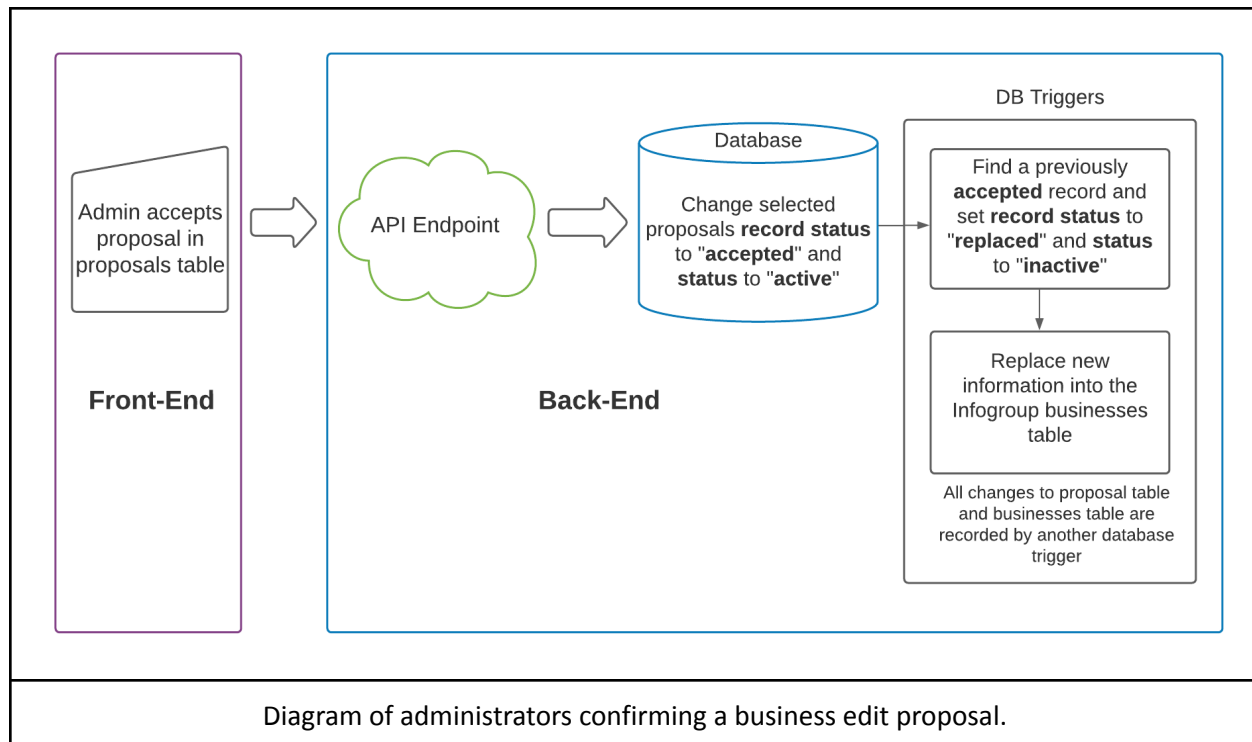 Admin accepts
proposal in
proposals table
Front-End
API Endpoint
Back-End
Database
Change selected
proposals record status
to "accepted" and
status to "active"
DB Triggers
Find a previously
accepted record and
set record status to
"replaced" and status
to "inactive"
Replace new
information into the
Infogroup businesses
table
All changes to proposal table
and businesses table are
recorded by another database
trigger
Diagram of administrators confirming a business edit proposal.